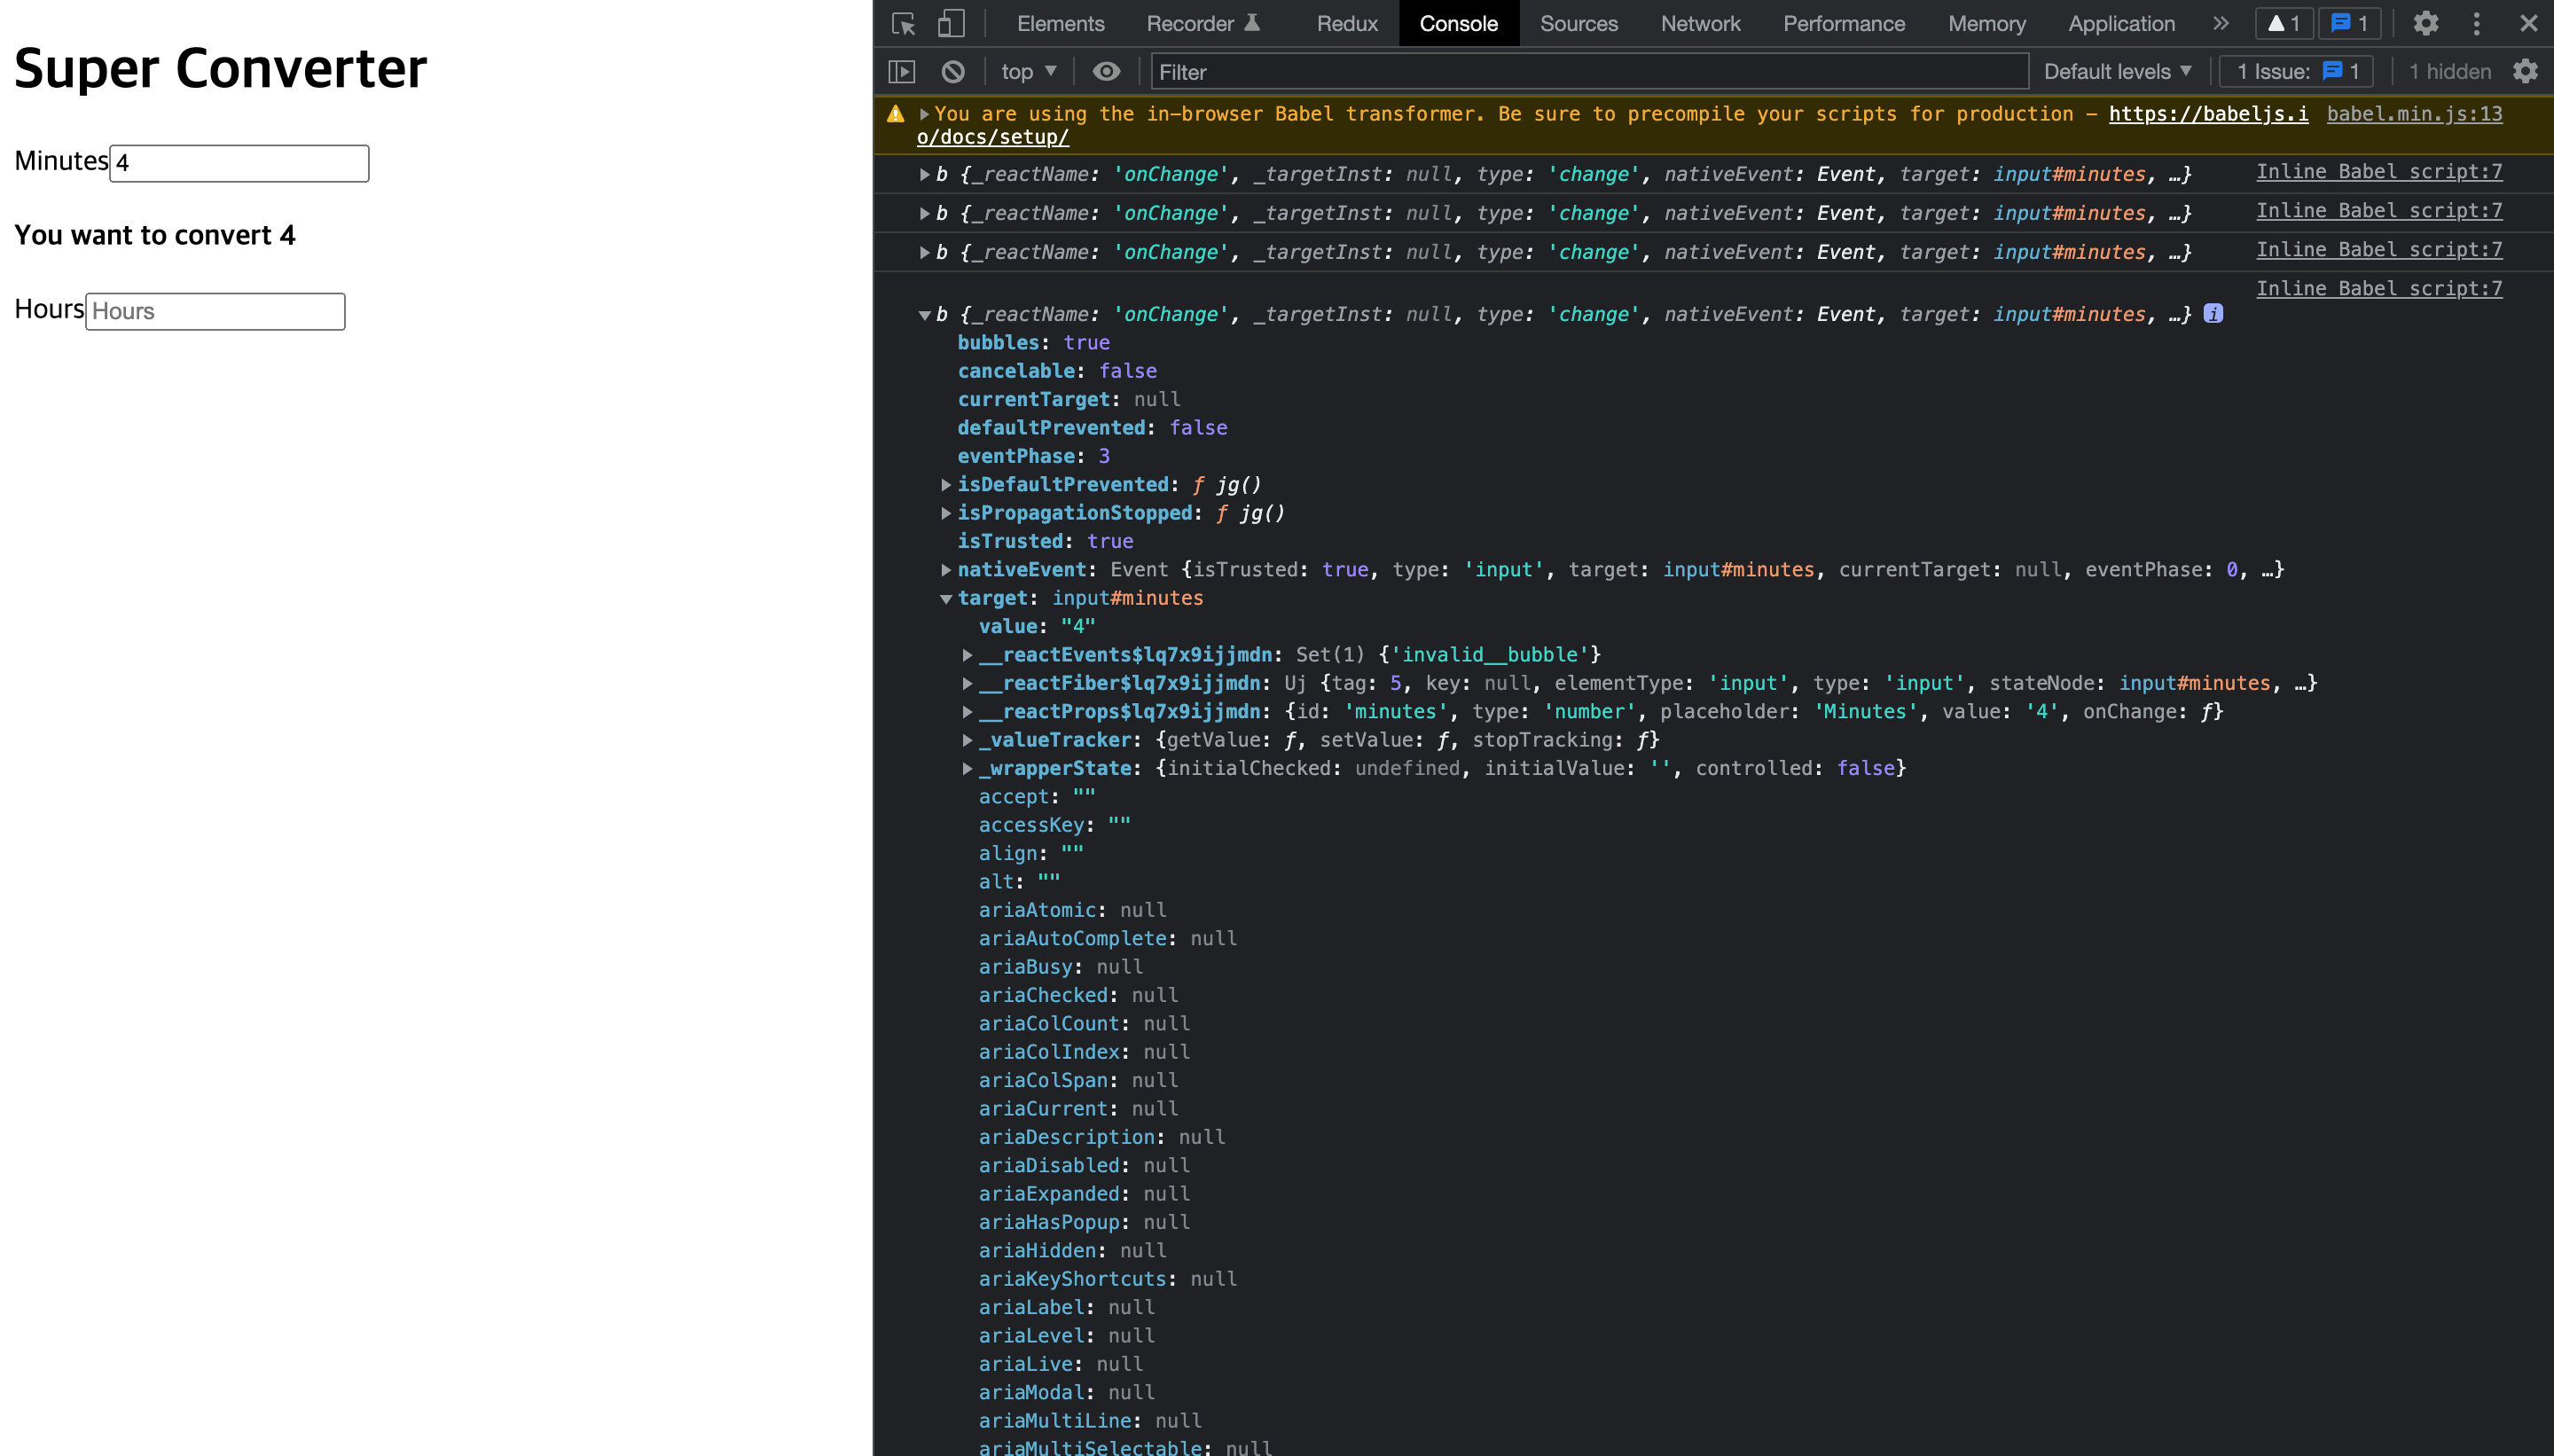 Super Converter
Minutes 4
You want to convert 4
Hours Hours
Elements Recorder Redux Console Sources Network Performance Memory Application » 1 1
top ▼ Filter Default levels ▼ 1 Issue: 1 1 hidden
You are using the in-browser Babel transformer. Be sure to precompile your scripts for production - https://babeljs.i babel.min.js:13
o/docs/setup/
b {_reactName: 'onChange', _targetInst: null, type: 'change', nativeEvent: Event, target: input#minutes, …} Inline Babel script:7
b {_reactName: 'onChange', _targetInst: null, type: 'change', nativeEvent: Event, target: input#minutes, …} Inline Babel script:7
b {_reactName: 'onChange', _targetInst: null, type: 'change', nativeEvent: Event, target: input#minutes, …} Inline Babel script:7
Inline Babel script:7
b {_reactName: 'onChange', _targetInst: null, type: 'change', nativeEvent: Event, target: input#minutes, …} i
bubbles: true
cancelable: false
currentTarget: null
defaultPrevented: false
eventPhase: 3
isDefaultPrevented: ƒ jg()
isPropagationStopped: ƒ jg()
isTrusted: true
nativeEvent: Event {isTrusted: true, type: 'input', target: input#minutes, currentTarget: null, eventPhase: 0, …}
target: input#minutes
value: "4"
__reactEvents$lq7x9ijjmdn: Set(1) {'invalid__bubble'}
__reactFiber$lq7x9ijjmdn: Uj {tag: 5, key: null, elementType: 'input', type: 'input', stateNode: input#minutes, …}
__reactProps$lq7x9ijjmdn: {id: 'minutes', type: 'number', placeholder: 'Minutes', value: '4', onChange: ƒ}
_valueTracker: {getValue: ƒ, setValue: ƒ, stopTracking: ƒ}
_wrapperState: {initialChecked: undefined, initialValue: '', controlled: false}
accept: ""
accessKey: ""
align: ""
alt: ""
ariaAtomic: null
ariaAutoComplete: null
ariaBusy: null
ariaChecked: null
ariaColCount: null
ariaColIndex: null
ariaColSpan: null
ariaCurrent: null
ariaDescription: null
ariaDisabled: null
ariaExpanded: null
ariaHasPopup: null
ariaHidden: null
ariaKeyShortcuts: null
ariaLabel: null
ariaLevel: null
ariaLive: null
ariaModal: null
ariaMultiLine: null
ariaMultiSelectable: null